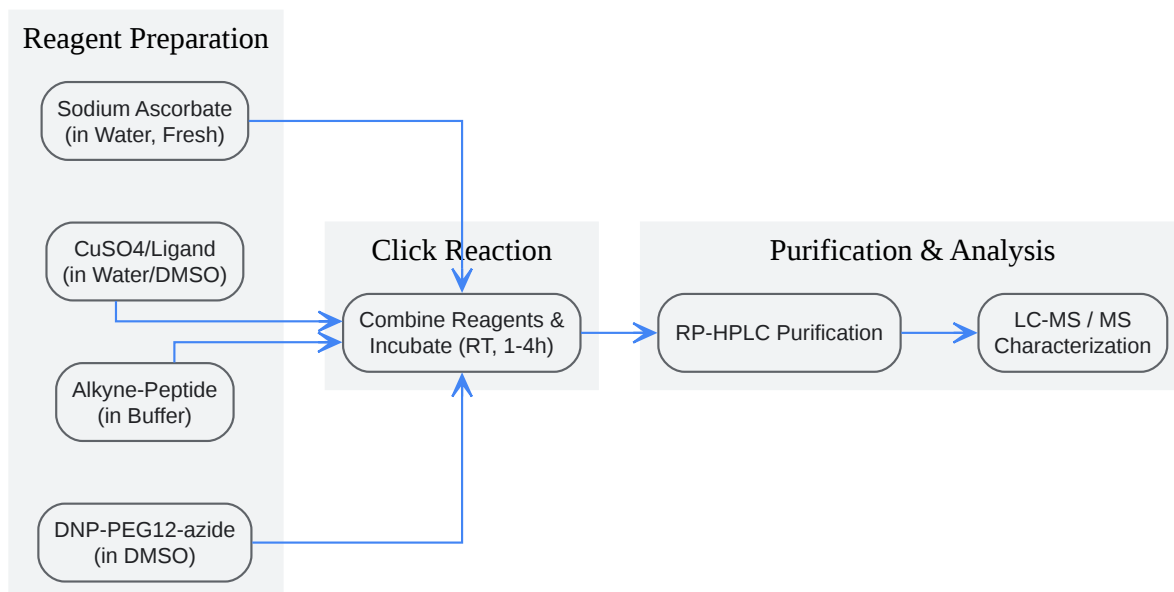 Reagent Preparation
Sodium Ascorbate
(in Water, Fresh)
CuSO4/Ligand
(in Water/DMSO)
Alkyne-Peptide
(in Buffer)
DNP-PEG12-azide
(in DMSO)
Click Reaction
Combine Reagents &
Incubate (RT, 1-4h)
Purification & Analysis
RP-HPLC Purification
LC-MS / MS
Characterization